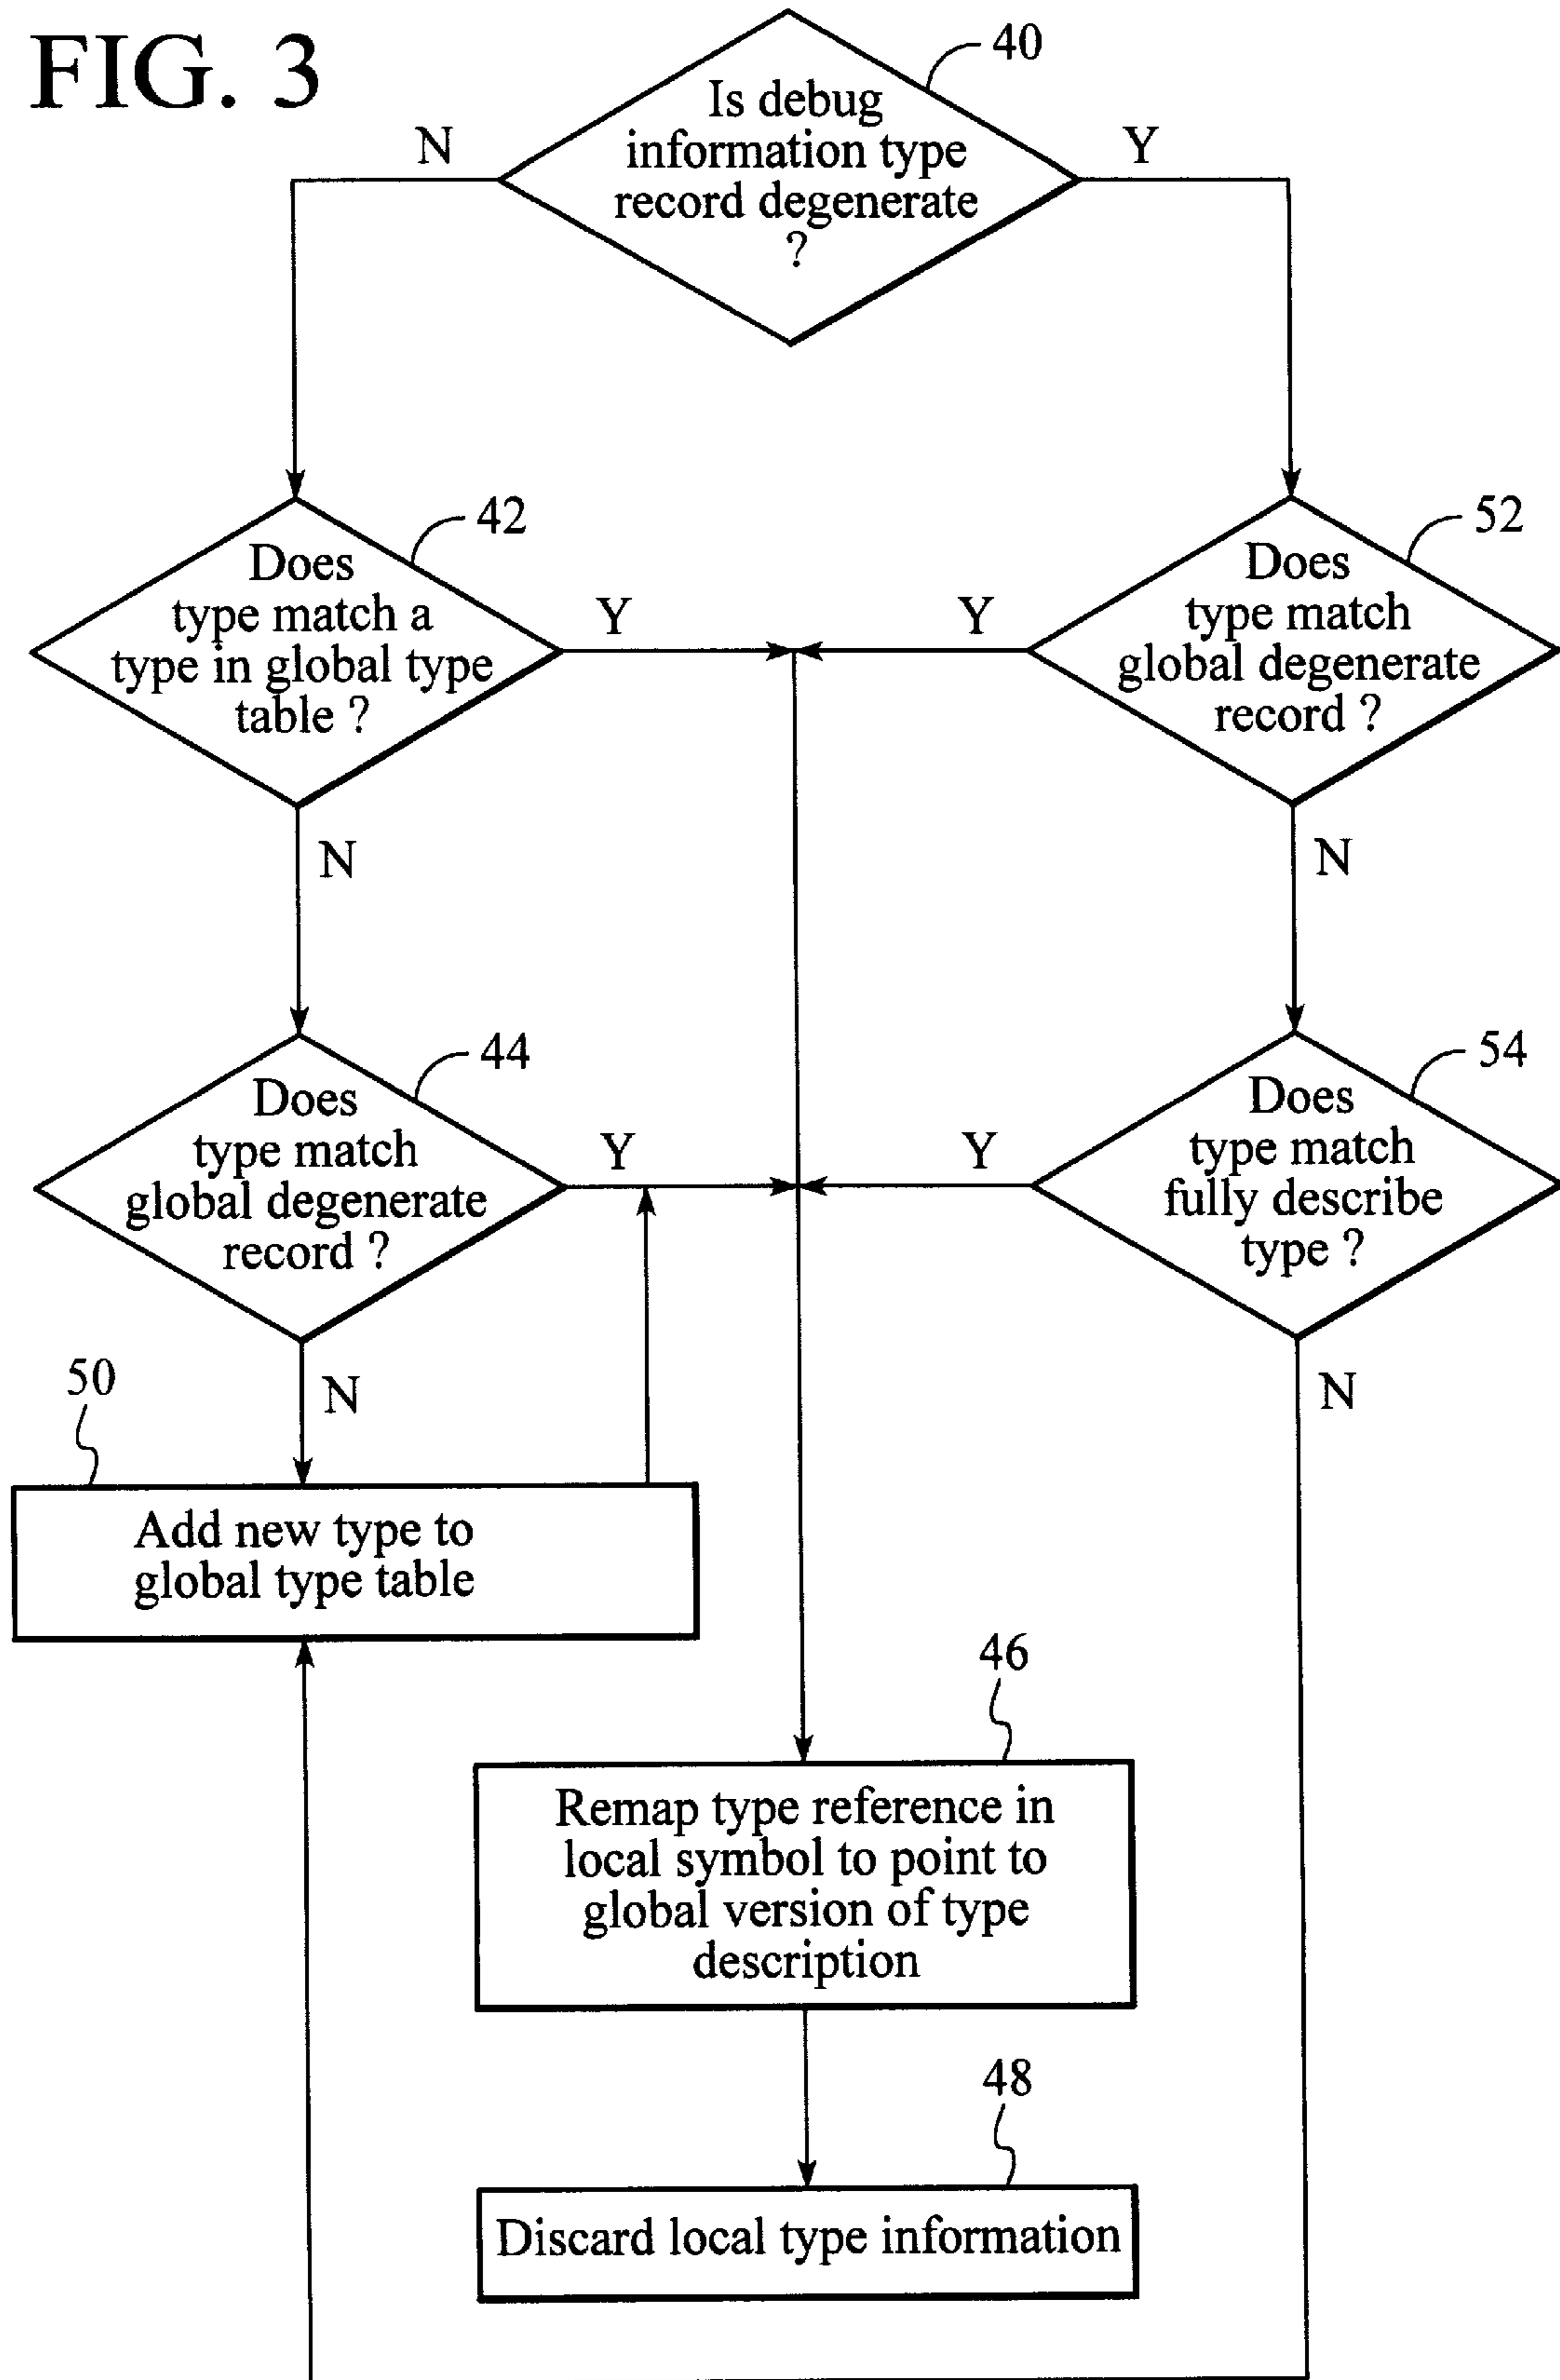 FIG. 3
40
Is debug
information type
record degenerate
?
N
Y
42
Does
type match a
type in global type
table ?
Y
N
52
Does
type match
global degenerate
record ?
Y
N
44
Does
type match
global degenerate
record ?
Y
N
54
Does
type match
fully describe
type ?
Y
N
50
Add new type to
global type table
46
Remap type reference in
local symbol to point to
global version of type
description
48
Discard local type information